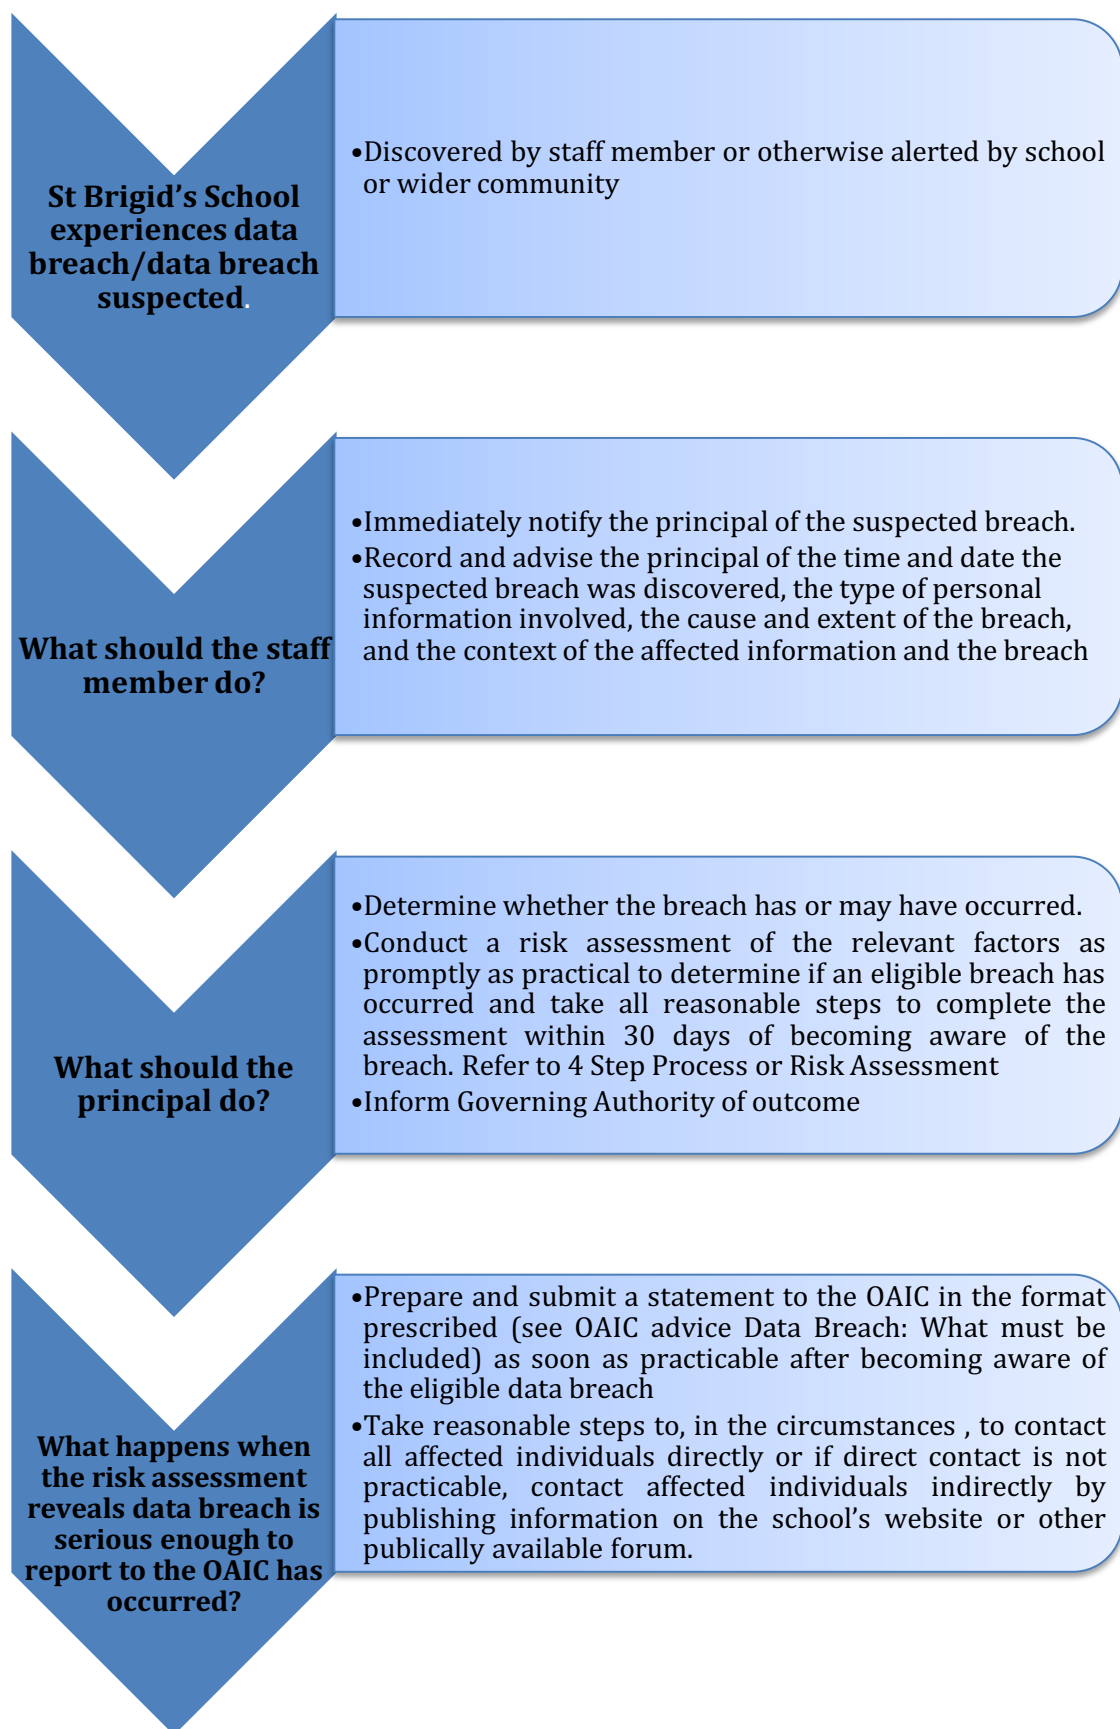 St Brigid’s School
experiences data
breach/data breach
suspected.
•Discovered by staff member or otherwise alerted by school
or wider community
What should the staff
member do?
•Immediately notify the principal of the suspected breach.
•Record and advise the principal of the time and date the
suspected breach was discovered, the type of personal
information involved, the cause and extent of the breach,
and the context of the affected information and the breach
What should the
principal do?
•Determine whether the breach has or may have occurred.
•Conduct a risk assessment of the relevant factors as
promptly as practical to determine if an eligible breach has
occurred and take all reasonable steps to complete the
assessment within 30 days of becoming aware of the
breach. Refer to 4 Step Process or Risk Assessment
•Inform Governing Authority of outcome
What happens when
the risk assessment
reveals data breach is
serious enough to
report to the OAIC has
occurred?
•Prepare and submit a statement to the OAIC in the format
prescribed (see OAIC advice Data Breach: What must be
included) as soon as practicable after becoming aware of
the eligible data breach
•Take reasonable steps to, in the circumstances , to contact
all affected individuals directly or if direct contact is not
practicable, contact affected individuals indirectly by
publishing information on the school’s website or other
publically available forum.